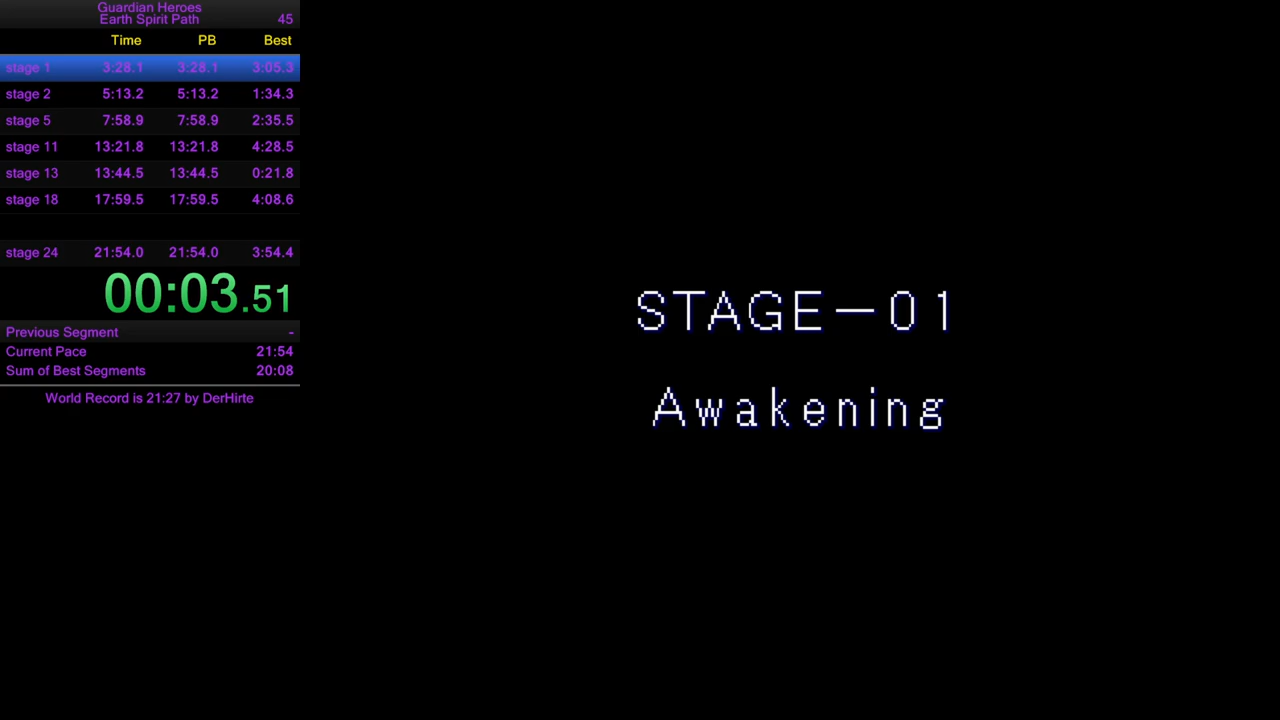 Guardian Heroes
Earth Spirit Path 45
Time PB Best
stage 1 3:28.1 3:28.1 3:05.3
stage 2 5:13.2 5:13.2 1:34.3
stage 5 7:58.9 7:58.9 2:35.5
stage 11 13:21.8 13:21.8 4:28.5
stage 13 13:44.5 13:44.5 0:21.8
stage 18 17:59.5 17:59.5 4:08.6
stage 24 21:54.0 21:54.0 3:54.4
00:03.51
Previous Segment -
Current Pace 21:54
Sum of Best Segments 20:08
World Record is 21:27 by DerHirte
STAGE-01
Awakening